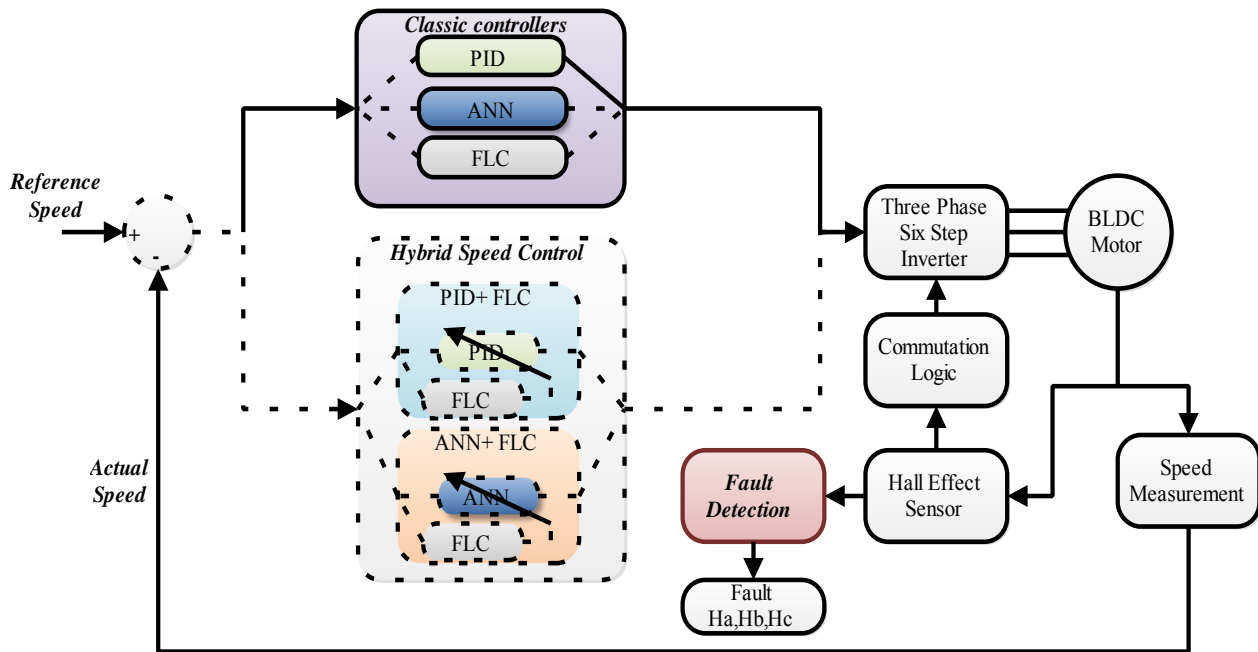 Classic controllers
PID
ANN
FLC
Reference
Speed
+
-
Hybrid Speed Control
PID+ FLC
PID
FLC
ANN+ FLC
ANN
FLC
Three Phase
Six Step
Inverter
BLDC
Motor
Commutation
Logic
Actual
Speed
Fault
Detection
Hall Effect
Sensor
Speed
Measurement
Fault
Ha,Hb,Hc